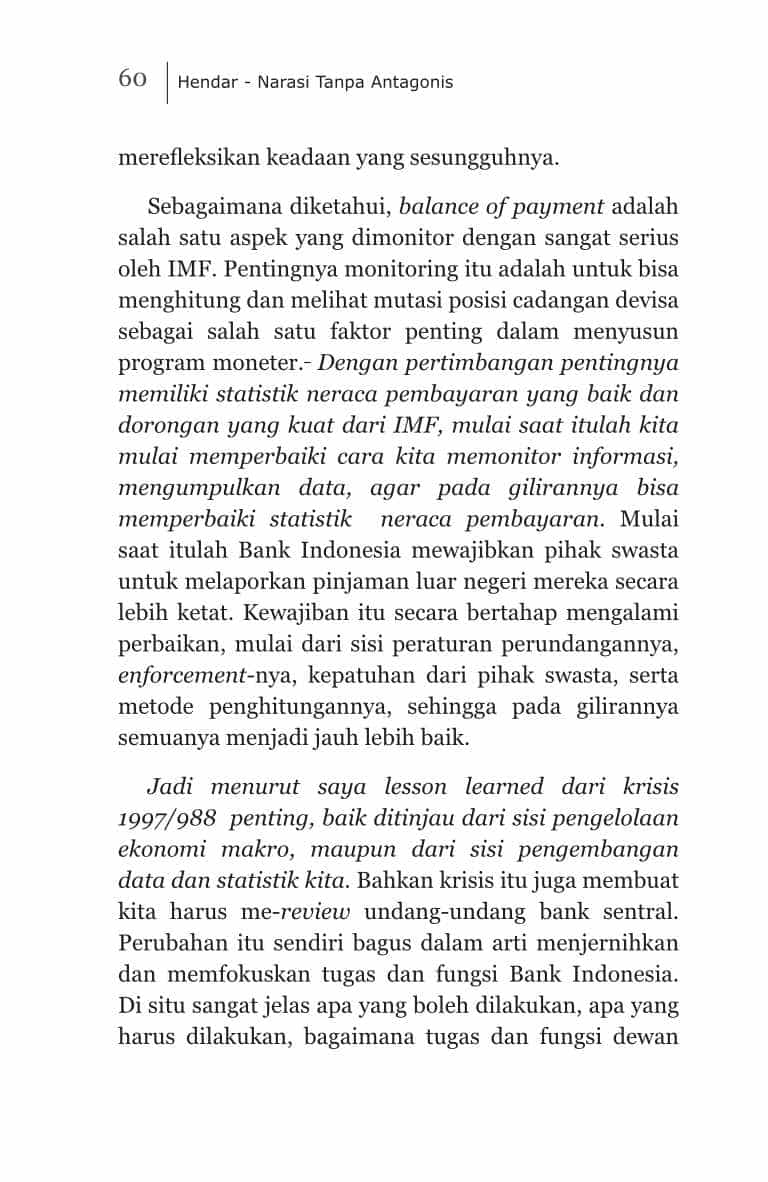 60
Hendar - Narasi Tanpa Antagonis
merefleksikan keadaan yang sesungguhnya.
Sebagaimana diketahui, balance of payment adalah
salah satu aspek yang dimonitor dengan sangat serius
oleh IMF. Pentingnya monitoring itu adalah untuk bisa
menghitung dan melihat mutasi posisi cadangan devisa
sebagai salah satu faktor penting dalam menyusun
program moneter.- Dengan pertimbangan pentingnya
memiliki statistik neraca pembayaran yang baik dan
dorongan yang kuat dari IMF, mulai saat itulah kita
mulai memperbaiki cara kita memonitor informasi,
mengumpulkan data, agar pada gilirannya bisa
memperbaiki statistik  neraca pembayaran. Mulai
saat itulah Bank Indonesia mewajibkan pihak swasta
untuk melaporkan pinjaman luar negeri mereka secara
lebih ketat. Kewajiban itu secara bertahap mengalami
perbaikan, mulai dari sisi peraturan perundangannya,
enforcement-nya, kepatuhan dari pihak swasta, serta
metode penghitungannya, sehingga pada gilirannya
semuanya menjadi jauh lebih baik.
Jadi menurut saya lesson learned dari krisis
1997/988  penting, baik ditinjau dari sisi pengelolaan
ekonomi makro, maupun dari sisi pengembangan
data dan statistik kita. Bahkan krisis itu juga membuat
kita harus me-review undang-undang bank sentral.
Perubahan itu sendiri bagus dalam arti menjernihkan
dan memfokuskan tugas dan fungsi Bank Indonesia.
Di situ sangat jelas apa yang boleh dilakukan, apa yang
harus dilakukan, bagaimana tugas dan fungsi dewan